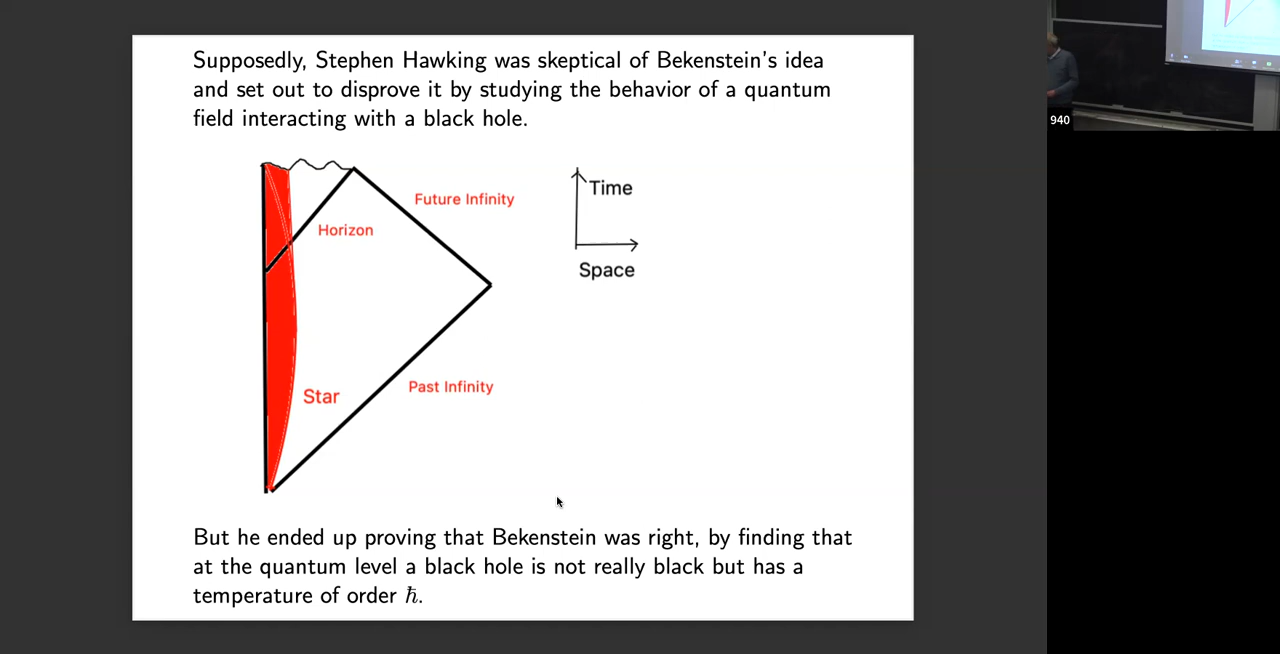 Supposedly, Stephen Hawking was skeptical of Bekenstein's idea
and set out to disprove it by studying the behavior of a quantum
field interacting with a black hole.
Future Infinity
Time
Horizon
Space
Past Infinity
Star
But he ended up proving that Bekenstein was right, by finding that
at the quantum level a black hole is not really black but has a
temperature of order ℏ.
940